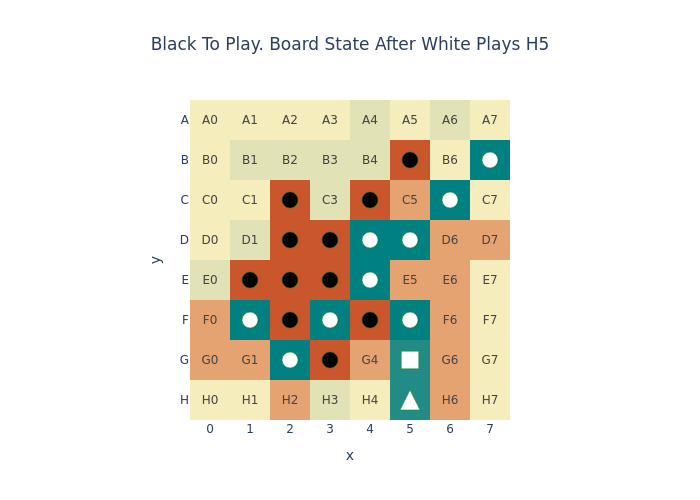 Black To Play. Board State After White Plays H5
A A0 A1 A2 A3 A4 A5 A6 A7
B B0 B1 B2 B3 B4 B6
C C0 C1 C3 C5 C7
D D0 D1 D6 D7
y
E E0 E5 E6 E7
F F0 F6 F7
G G0 G1 G4 G6 G7
H H0 H1 H2 H3 H4 H6 H7
0 1 2 3 4 5 6 7
x